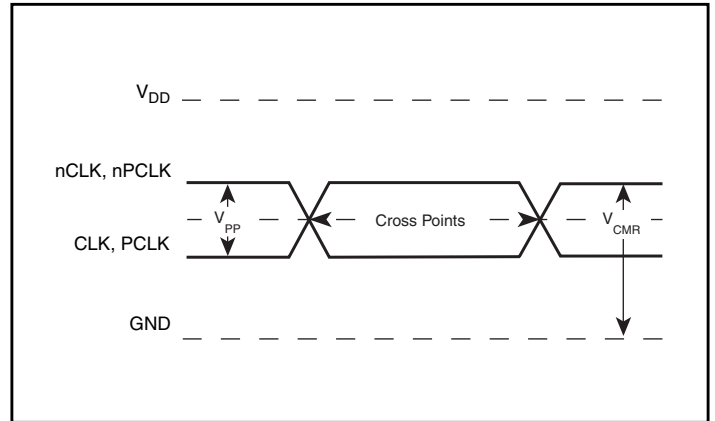 VDD
nCLK, nPCLK
VPP
Cross Points
VCMR
CLK, PCLK
GND